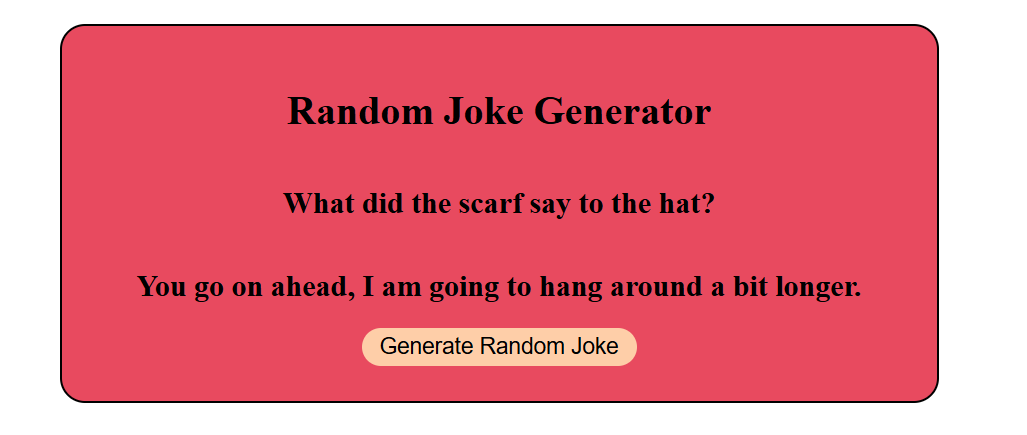 Random Joke Generator
What did the scarf say to the hat?
You go on ahead, I am going to hang around a bit longer.
Generate Random Joke